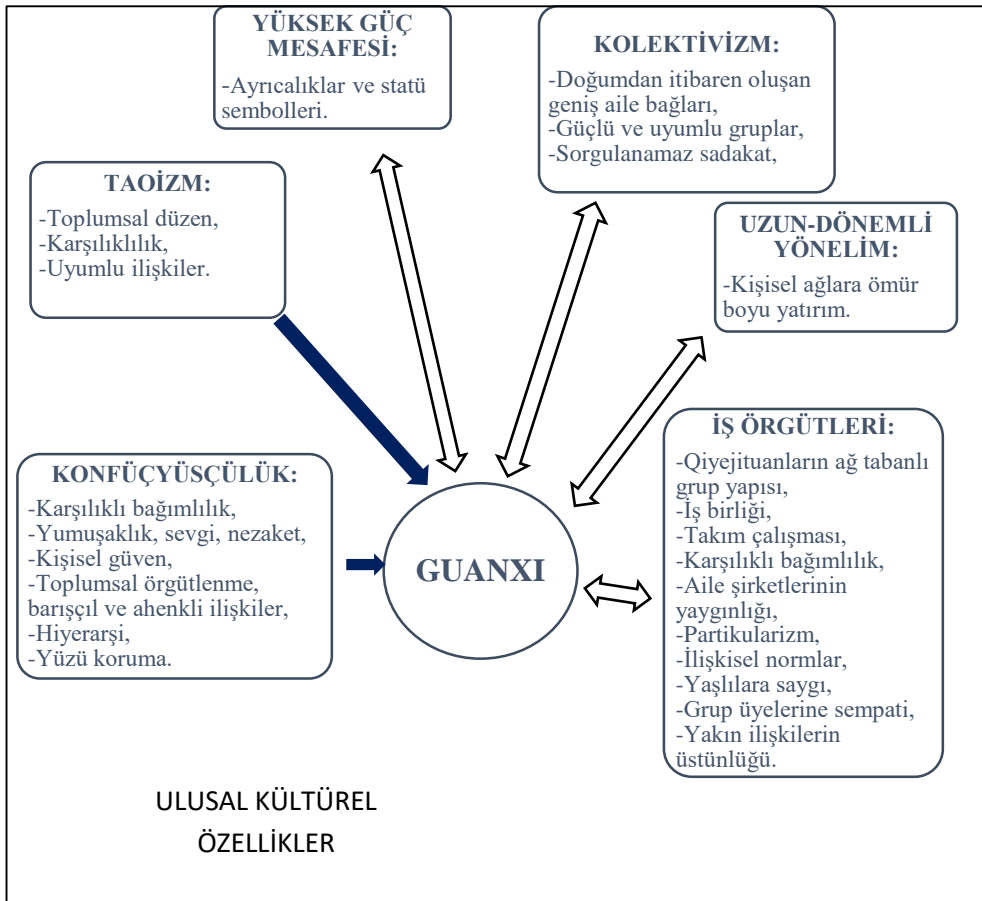 YÜKSEK GÜÇ
MESAFESİ:
-Ayrıcalıklar ve statü
sembolleri.
KOLEKTİVİZM:
-Doğumdan itibaren oluşan
geniş aile bağları,
-Güçlü ve uyumlu gruplar,
-Sorgulanamaz sadakat,
TAOİZM:
-Toplumsal düzen,
-Karşılıklılık,
-Uyumlu ilişkiler.
UZUN-DÖNEMLİ
YÖNELİM:
-Kişisel ağlara ömür
boyu yatırım.
KONFÜÇYÜSÇÜLÜK:
-Karşılıklı bağımlılık,
-Yumuşaklık, sevgi, nezaket,
-Kişisel güven,
-Toplumsal örgütlenme,
barışçıl ve ahenkli ilişkiler,
-Hiyerarşi,
-Yüzü koruma.
GUANXI
İŞ ÖRGÜTLERİ:
-Qiyejituanların ağ tabanlı
grup yapısı,
-İş birliği,
-Takım çalışması,
-Karşılıklı bağımlılık,
-Aile şirketlerinin
yaygınlığı,
-Partikularizm,
-İlişkisel normlar,
-Yaşlılara saygı,
-Grup üyelerine sempati,
-Yakın ilişkilerin
üstünlüğü.
ULUSAL KÜLTÜREL
ÖZELLİKLER